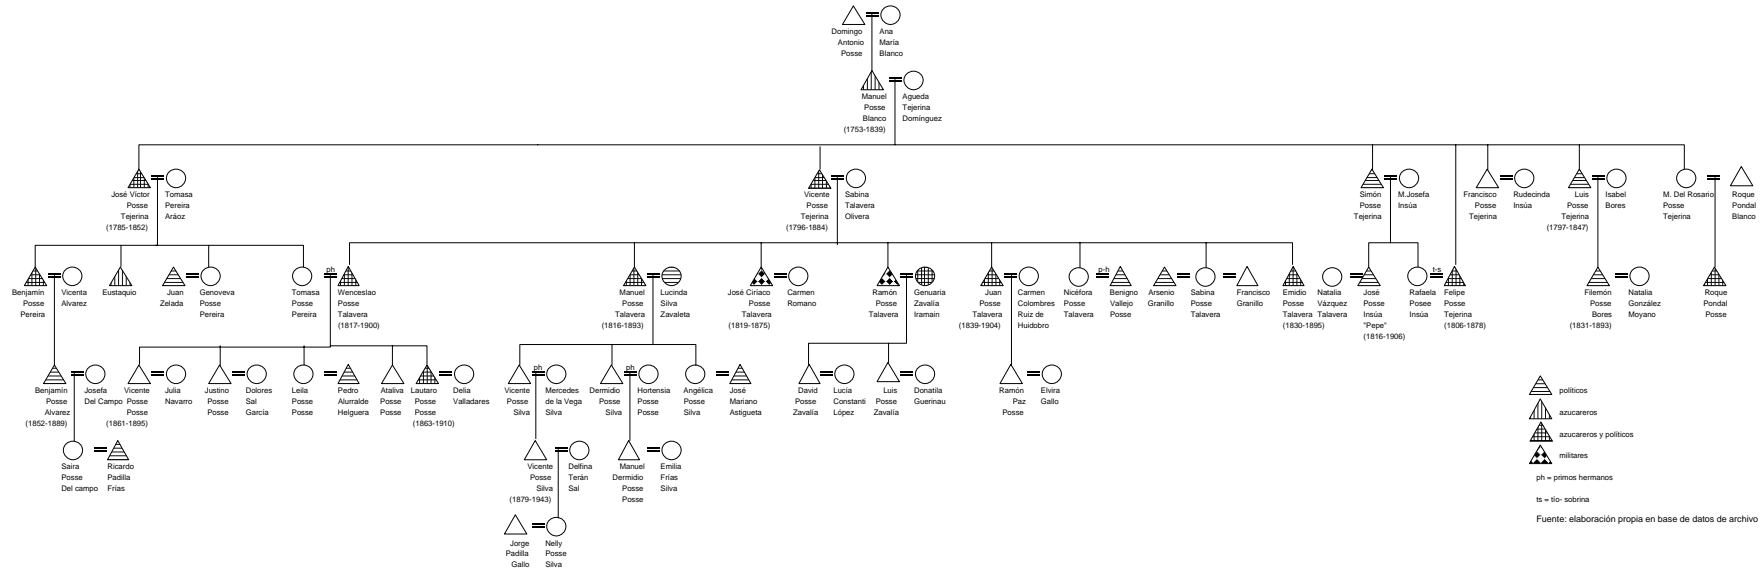 Domingo
Antonio
Posse
Ana
María
Blanco
Manuel
Posse
Blanco
(1753-1839)
Agueda
Tejerina
Domínguez
José Víctor
Posse
Tejerina
(1785-1852)
Tomasa
Pereira
Aráoz
Vicente
Posse
Tejerina
(1796-1884)
Sabina
Talavera
Olivera
Simón
Posse
Tejerina
M.Josefa
Insúa
Francisco
Posse
Tejerina
Rudecinda
Insúa
Luis
Posse
Tejerina
(1797-1847)
Isabel
Bores
M. Del Rosario
Posse
Tejerina
Roque
Pondal
Blanco
Benjamín
Posse
Pereira
Vicenta
Alvarez
Eustaquio
Juan
Zelada
Genoveva
Posse
Pereira
Tomasa
Posse
Pereira
ph
Wenceslao
Posse
Talavera
(1817-1900)
Manuel
Posse
Talavera
(1816-1893)
Lucinda
Silva
Zavaleta
José Ciríaco
Posse
Talavera
(1819-1875)
Carmen
Romano
Ramón
Posse
Talavera
Genuaria
Zavalía
Iramain
Juan
Posse
Talavera
(1839-1904)
Carmen
Colombres
Ruiz de
Huidobro
Nicéfora
Posse
Talavera
p-h
Benigno
Vallejo
Posse
Arsenio
Granillo
Sabina
Posse
Talavera
Francisco
Granillo
Emidio
Posse
Talavera
(1830-1895)
Natalia
Vázquez
Talavera
José
Posse
Insúa
"Pepe"
(1816-1906)
Rafaela
Posee
Insúa
t-s
Felipe
Posse
Tejerina
(1806-1878)
Filemón
Posse
Bores
(1831-1893)
Natalia
González
Moyano
Roque
Pondal
Posse
Benjamín
Posse
Alvarez
(1852-1889)
Josefa
Del Campo
Vicente
Posse
Posse
(1861-1895)
Julia
Navarro
Justino
Posse
Posse
Dolores
Sal
García
Leila
Posse
Posse
Pedro
Alurralde
Helguera
Ataliva
Posse
Posse
Lautaro
Posse
Posse
(1863-1910)
Delia
Valladares
Vicente
Posse
Silva
ph
Mercedes
de la Vega
Silva
Dermidio
Posse
Silva
ph
Hortensia
Posse
Posse
Angélica
Posse
Silva
José
Mariano
Astigueta
David
Posse
Zavalía
Lucía
Constanti
López
Luis
Posse
Zavalía
Donatila
Guerinau
Ramón
Paz
Posse
Elvira
Gallo
Saira
Posse
Del campo
Ricardo
Padilla
Frías
Vicente
Posse
Silva
(1879-1943)
Delfina
Terán
Sal
Manuel
Dermidio
Posse
Posse
Emilia
Frías
Silva
Jorge
Padilla
Gallo
Nelly
Posse
Silva
políticos
azucareros
azucareros y políticos
militares
ph = primos hermanos
ts = tío- sobrina
Fuente: elaboración propia en base de datos de archivo